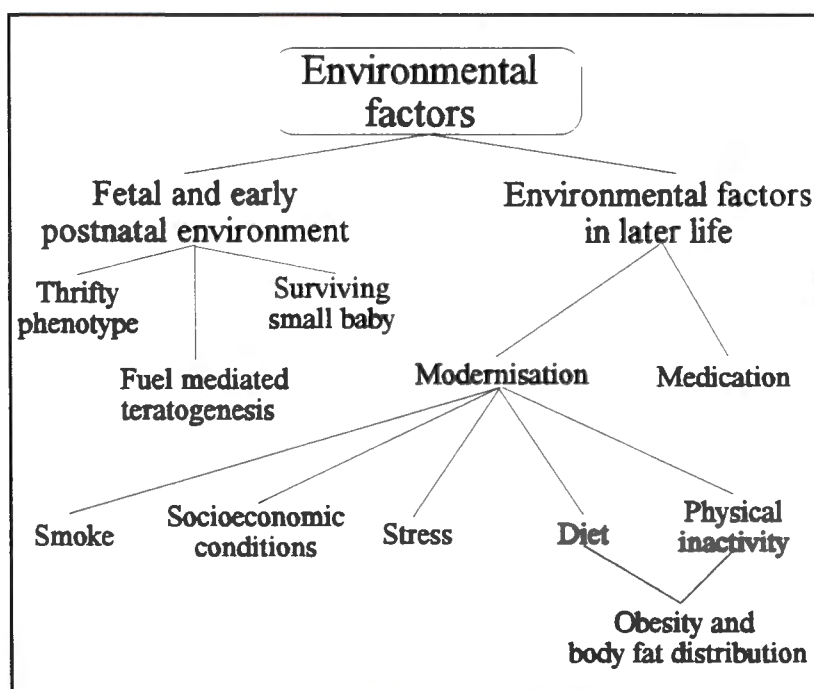 Environmental
factors
Fetal and early
postnatal environment
Environmental factors
in later life
Thrifty
phenotype
Surviving
small baby
Fuel mediated
teratogenesis
Modernisation
Medication
Smoke
Socioeconomic
conditions
Stress
Diet
Physical
inactivity
Obesity and
body fat distribution